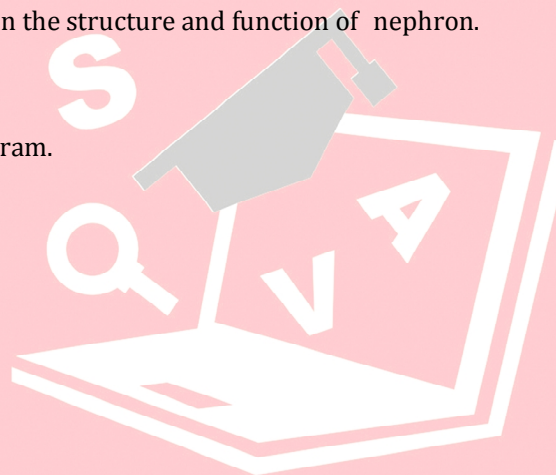 n the structure and function of nephron.
S
ram.
A
V